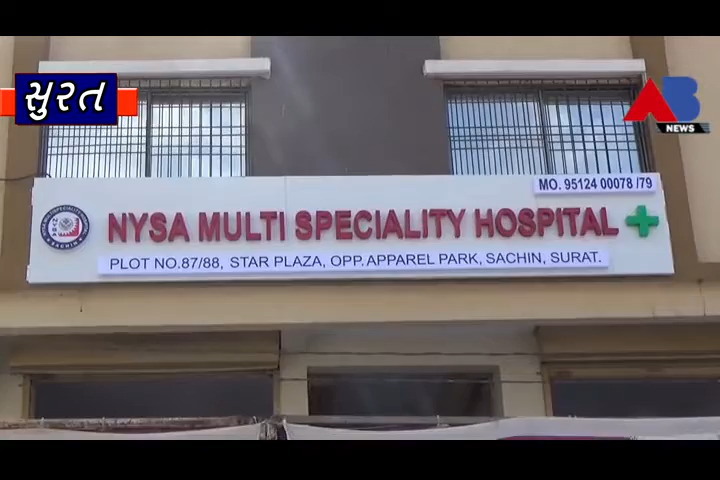 સુરત
AB
NEWS
MO. 95124 00078 /79
NYSA MULTI SPECIALITY HOSPITAL
PLOT NO.87/88, STAR PLAZA, OPP. APPAREL PARK, SACHIN, SURAT.